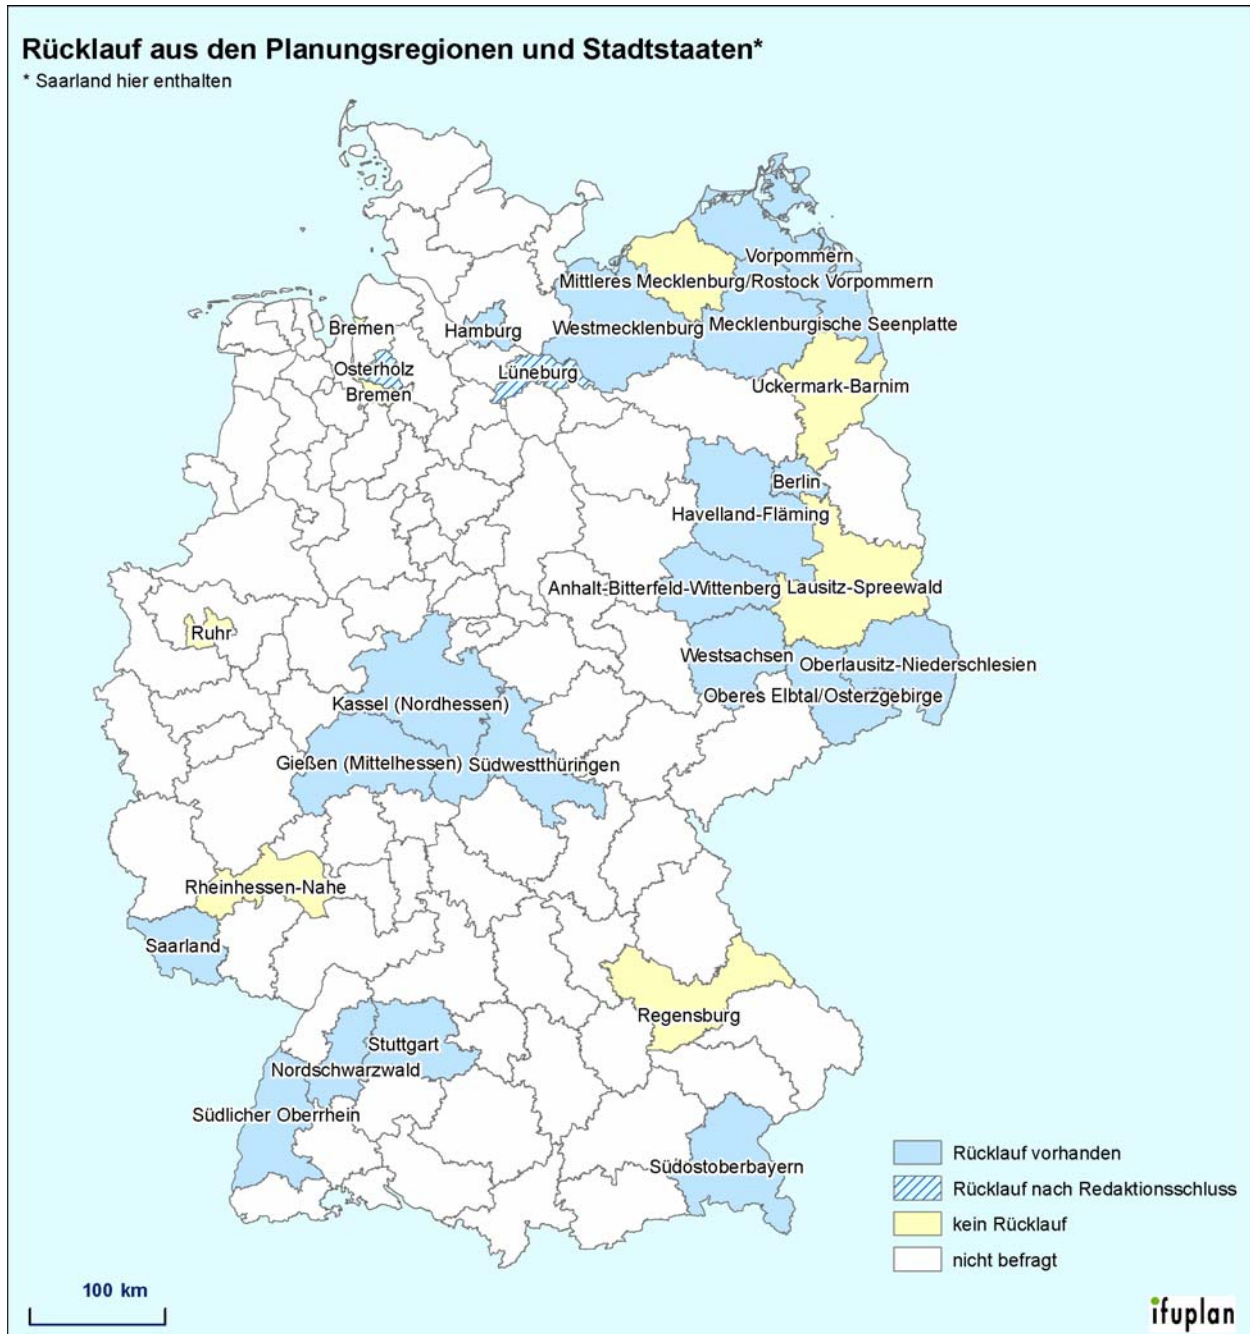 Rücklauf aus den Planungsregionen und Stadtstaaten*
* Saarland hier enthalten
Vorpommern
Mittleres Mecklenburg/Rostock Vorpommern
Bremen
Hamburg
Westmecklenburg
Mecklenburgische Seenplatte
Osterholz
Lüneburg
Bremen
Uckermark-Barnim
Berlin
Havelland-Fläming
Anhalt-Bitterfeld-Wittenberg
Lausitz-Spreewald
Ruhr
Westsachsen
Oberlausitz-Niederschlesien
Kassel (Nordhessen)
Oberes Elbtal/Osterzgebirge
Gießen (Mittelhessen)
Südwestthüringen
Rheinhessen-Nahe
Saarland
Regensburg
Stuttgart
Nordschwarzwald
Südlicher Oberrhein
Südostoberbayern
Rücklauf vorhanden
Rücklauf nach Redaktionsschluss
kein Rücklauf
nicht befragt
100 km
ifuplan